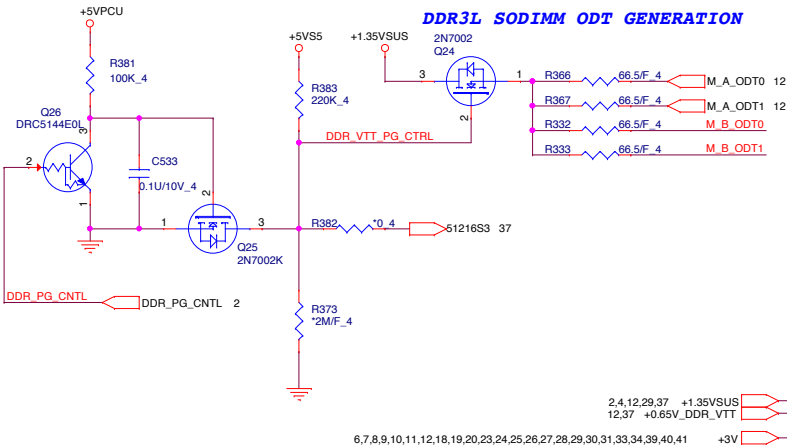 DDR3L SODIMM ODT GENERATION
+5VPCU
R381
100K_4
Q26
DRC5144E0L
3
2
1
C533
0.1U/10V_4
2
1
3
Q25
2N7002K
DDR_PG_CNTL
DDR_PG_CNTL 2
+5VS5
R383
220K_4
DDR_VTT_PG_CTRL
R382
*0_4
51216S3 37
R373
*2M/F_4
+1.35VSUS
2N7002
Q24
3
1
2
R366 66.5/F_4 M_A_ODT0 12
R367 66.5/F_4 M_A_ODT1 12
R332 66.5/F_4 M_B_ODT0
R333 66.5/F_4 M_B_ODT1
2,4,12,29,37 +1.35VSUS
12,37 +0.65V_DDR_VTT
6,7,8,9,10,11,12,18,19,20,23,24,25,26,27,28,29,30,31,33,34,39,40,41 +3V